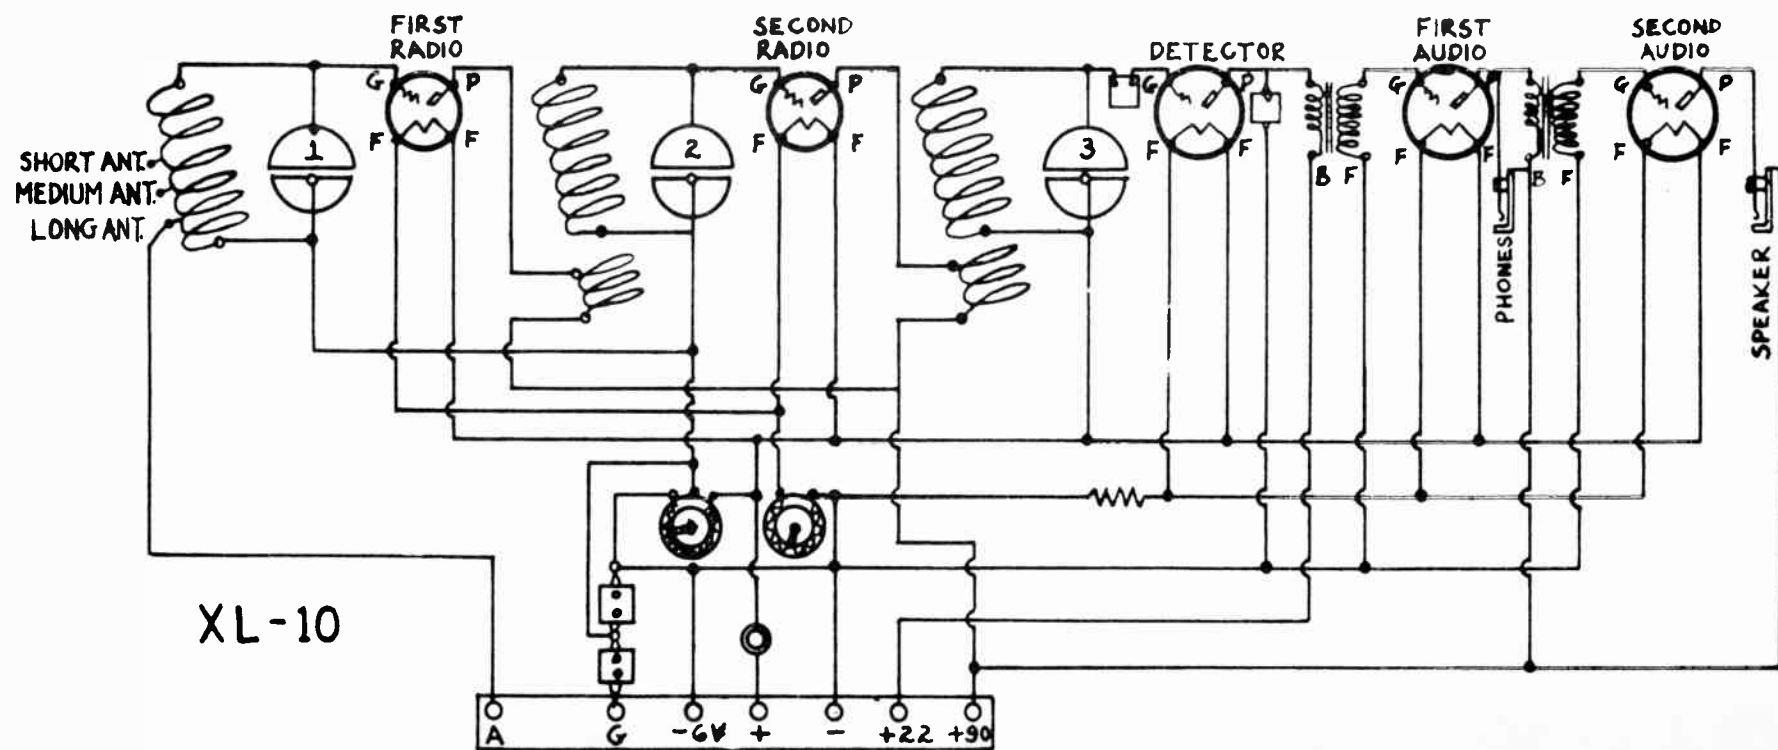 FIRST
RADIO
SECOND
RADIO
DETECTOR
FIRST
AUDIO
SECOND
AUDIO
G P
G P
G P
G P
G P
F F
F F
F F
F F
F F
1
2
3
SHORT ANT.
MEDIUM ANT.
LONG ANT.
B F
B F
PHONES
SPEAKER
XL-10
A G -6V + - +22 +90